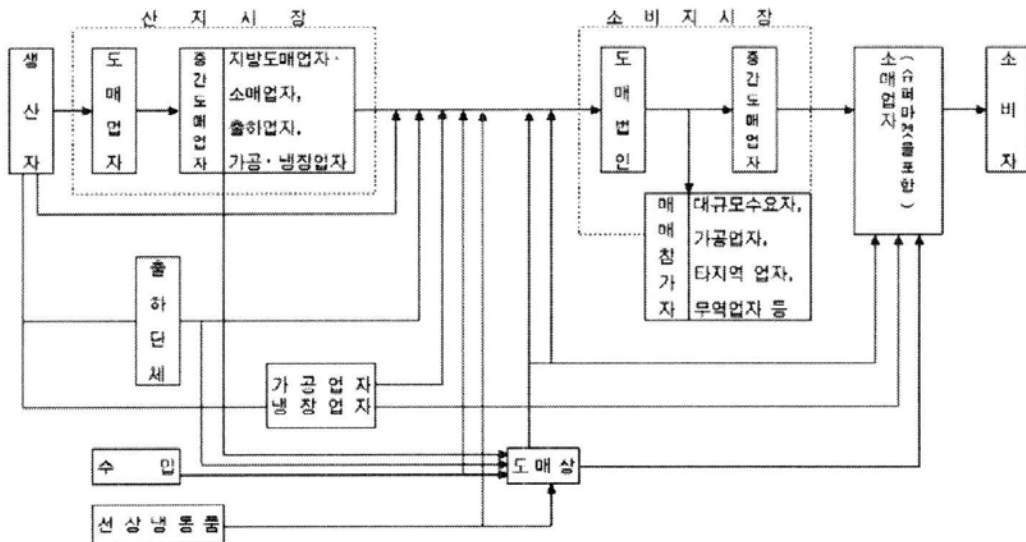 산 지 시 장
소 비 지 시 장
생 산 자
도 매 업 자
중 간 도 매 업 자
지방도매업자·
소매업자,
출하업자,
가공·냉장업자
도 매 법 인
중 간 도 매 업 자
소매업자
(슈퍼마켓을포함)
소 비 자
매 매 참 가 자
대규모수요자,
가공업자,
타지역 업자,
무역업자 등
출 하 단 체
가 공 업 자
냉 장 업 자
수 입
도 매 상
선 상 냉 동 품